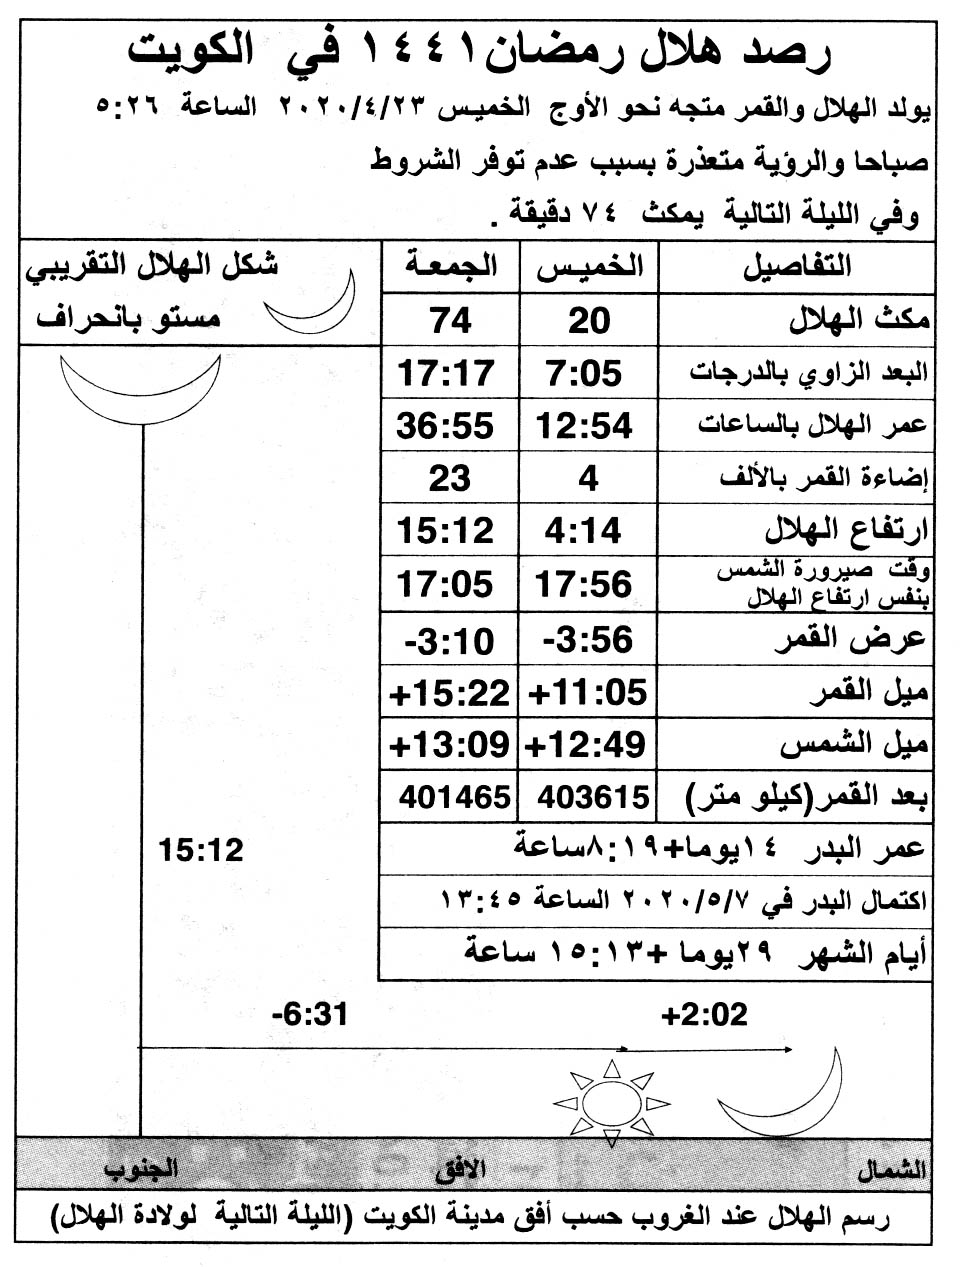 رصد هلال رمضان١٤٤١ في الكويت
يولد الهلال والقمر متجه نحو الأوج الخميس ٢٠٢٠/٤/٢٣ الساعة ٥:٢٦
صباحا والرؤية متعذرة بسبب عدم توفر الشروط
وفي الليلة التالية يمكث ٧٤ دقيقة .
التفاصيل الخميس الجمعة شكل الهلال التقريبي
مكث الهلال 20 74 مستو بانحراف
البعد الزاوي بالدرجات 7:05 17:17
عمر الهلال بالساعات 12:54 36:55
إضاءة القمر بالألف 4 23
ارتفاع الهلال 4:14 15:12
وقت صيرورة الشمس
بنفس ارتفاع الهلال 17:56 17:05
عرض القمر -3:56 -3:10
ميل القمر +11:05 +15:22
ميل الشمس +12:49 +13:09
بعد القمر(كيلو متر) 403615 401465
عمر البدر ١٤يوما+٨:١٩ساعة
15:12
اكتمال البدر في ٢٠٢٠/٥/٧ الساعة ١٣:٤٥
أيام الشهر ٢٩يوما +١٥:١٣ ساعة
+2:02 -6:31
الشمال الافق الجنوب
رسم الهلال عند الغروب حسب أفق مدينة الكويت (الليلة التالية لولادة الهلال)